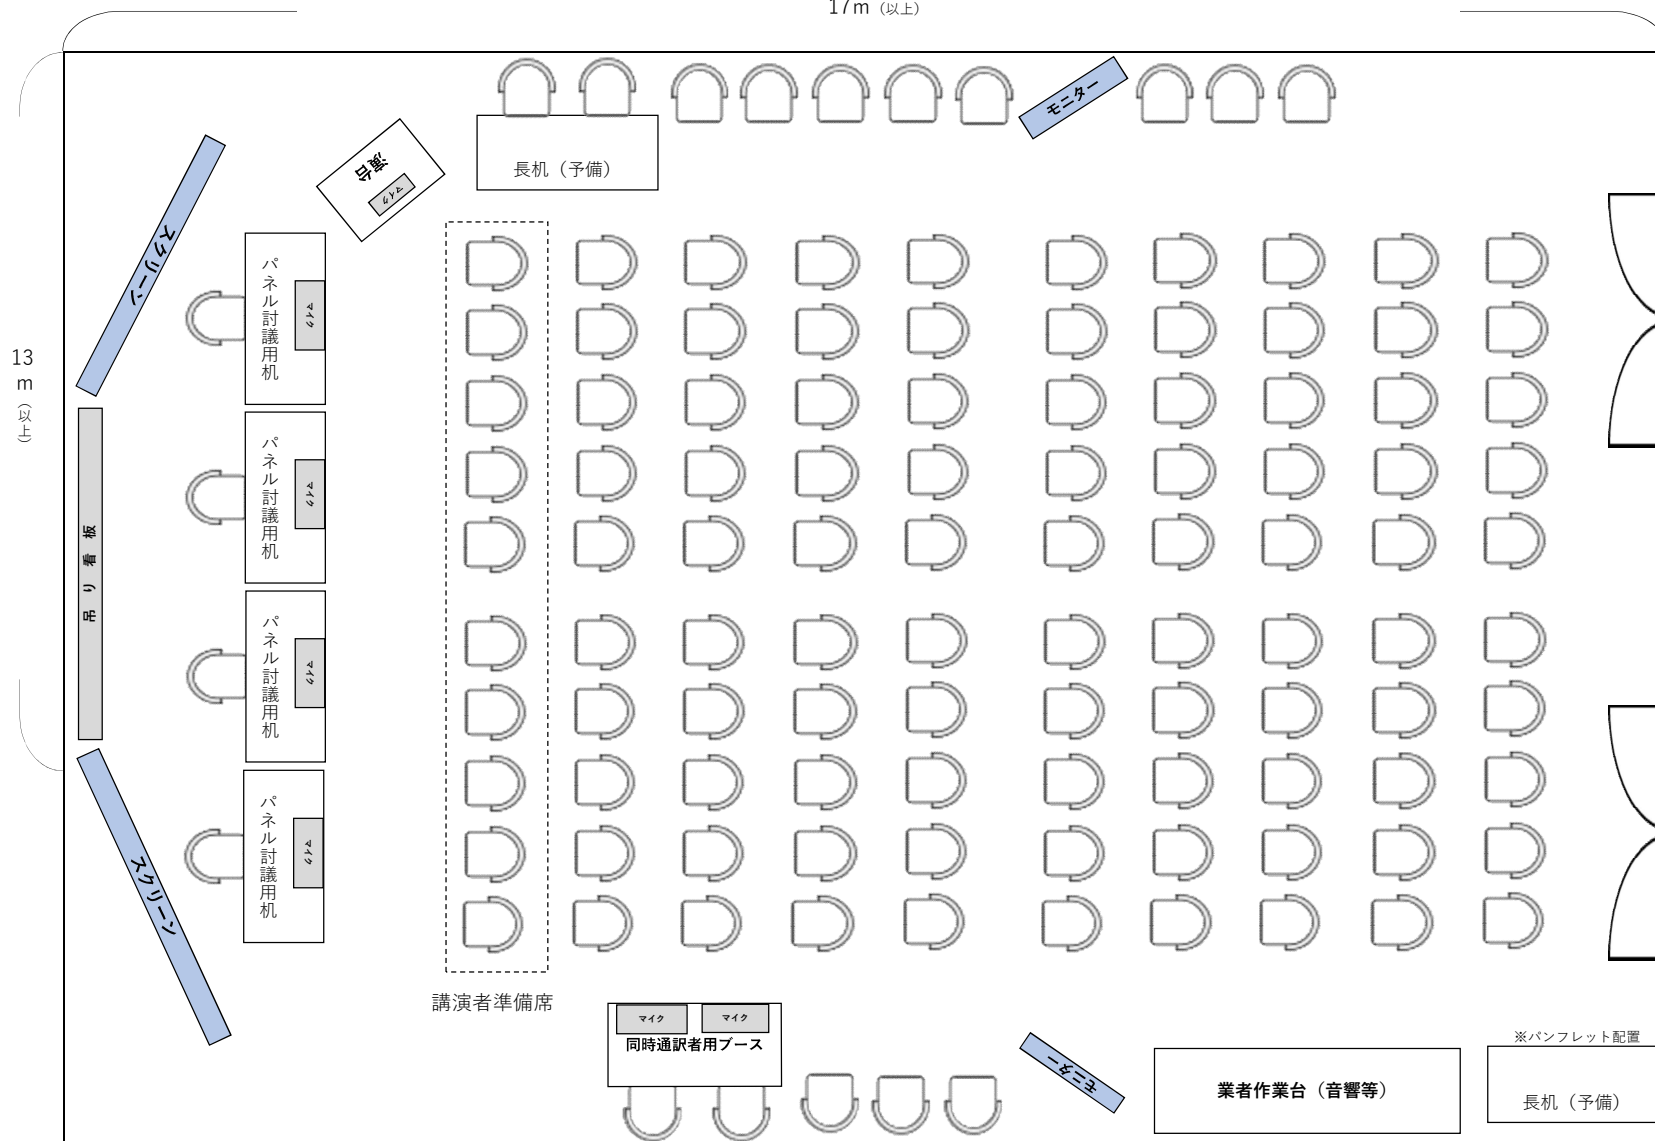 17m（以上）
モニター
演台
マイク
長机（予備）
スクリーン
パネル討議用机
マイク
13m（以上）
パネル討議用机
マイク
吊り看板
パネル討議用机
マイク
パネル討議用机
マイク
スクリーン
講演者準備席
マイク
マイク
同時通訳者用ブース
モニター
業者作業台（音響等）
※パンフレット配置
長机（予備）